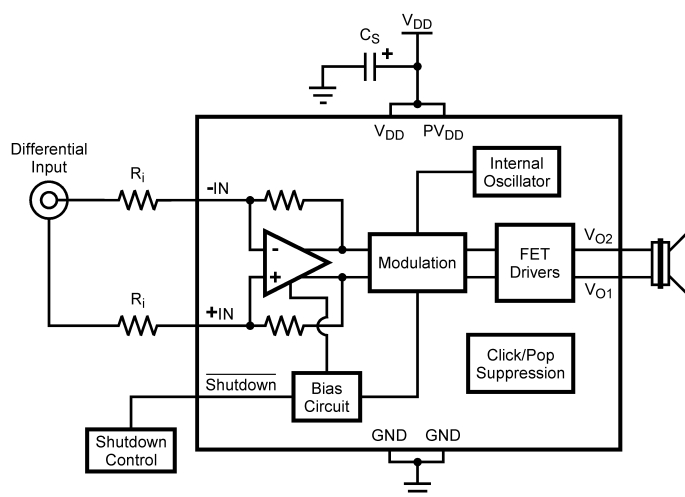 V_DD
C_S
+
V_DD PV_DD
Differential
Input
R_i
-IN
Internal
Oscillator
-
+
Modulation
FET
Drivers
V_O2
V_O1
R_i
+IN
Click/Pop
Suppression
Shutdown
Bias
Circuit
Shutdown
Control
GND GND